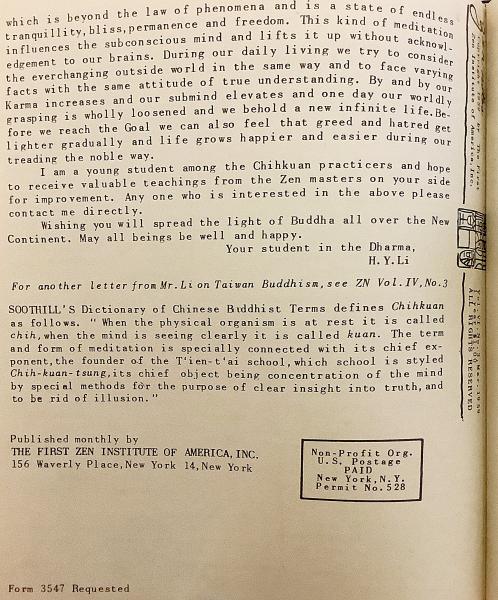 which is beyond the law of phenomena and is a state of endless
tranquillity,bliss,permanence and freedom. This kind of meditation
influences the subconscious mind and lifts it up without acknowl-
edgement to our brains. During our daily living we try to consider
the everchanging outside world in the same way and to face varying
facts with the same attitude of true understanding. By and by our
Karma increases and our submind elevates and one day our worldly
grasping is wholly loosened and we behold a new infinite life.Be-
fore we reach the Goal we can also feel that greed and hatred get
lighter gradually and life grows happier and easier during our
treading the noble way.
I am a young student among the Chihkuan practicers and hope
to receive valuable teachings from the Zen masters on your side
for improvement. Any one who is interested in the above please
contact me directly.
Wishing you will spread the light of Buddha all over the New
Continent. May all beings be well and happy.
Your student in the Dharma,
H.Y.Li
For another letter from Mr.Li on Taiwan Buddhism,see ZN Vol.IV,No.3
SOOTHILL'S Dictionary of Chinese Buddhist Terms defines Chihkuan
as follows. "When the physical organism is at rest it is called
chih,when the mind is seeing clearly it is called kuan. The term
and form of meditation is specially connected with its chief ex-
ponent,the founder of the T'ien-t'ai school,which school is styled
Chih-kuan-tsung,its chief object being concentration of the mind
by special methods for the purpose of clear insight into truth,and
to be rid of illusion."
Published monthly by
THE FIRST ZEN INSTITUTE OF AMERICA, INC.
156 Waverly Place,New York 14,New York
Non-Profit Org.
U.S. Postage
PAID
New York,N.Y.
Permit No.528
Form 3547 Requested
by The First
Zen Institute of America Inc.
ALL RIGHTS RESERVED